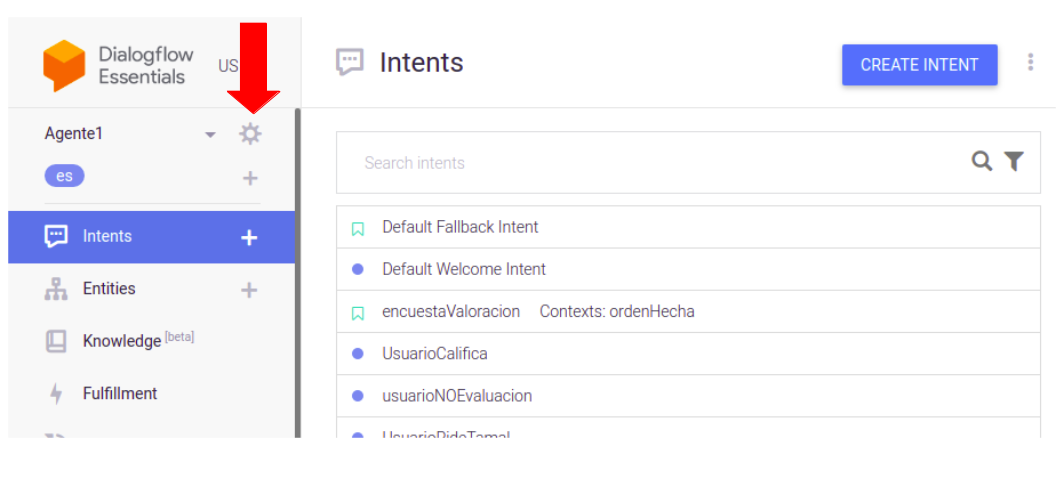 Dialogflow
Essentials
US
Intents
CREATE INTENT
Agente1
es
Search intents
Intents
Entities
Knowledge [beta]
Fulfillment
Default Fallback Intent
Default Welcome Intent
encuestaValoracion Contexts: ordenHecha
UsuarioCalifica
usuarioNOEvaluacion